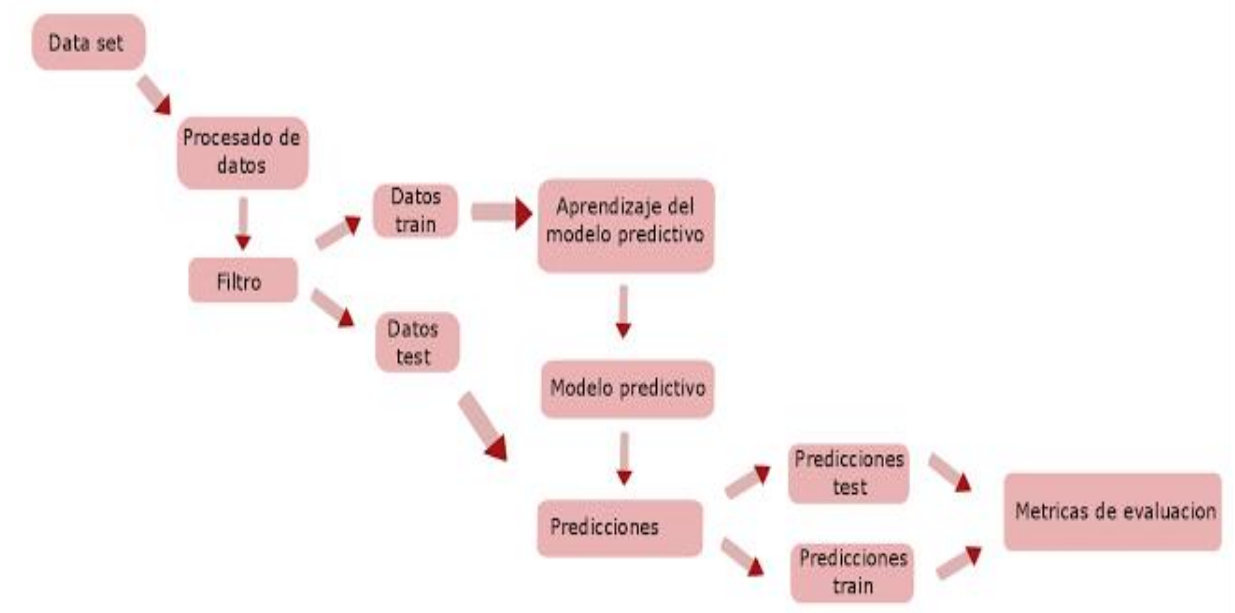 Data set
Procesado de
datos
Filtro
Datos
train
Datos
test
Aprendizaje del
modelo predictivo
Modelo predictivo
Predicciones
Predicciones
test
Predicciones
train
Metricas de evaluacion